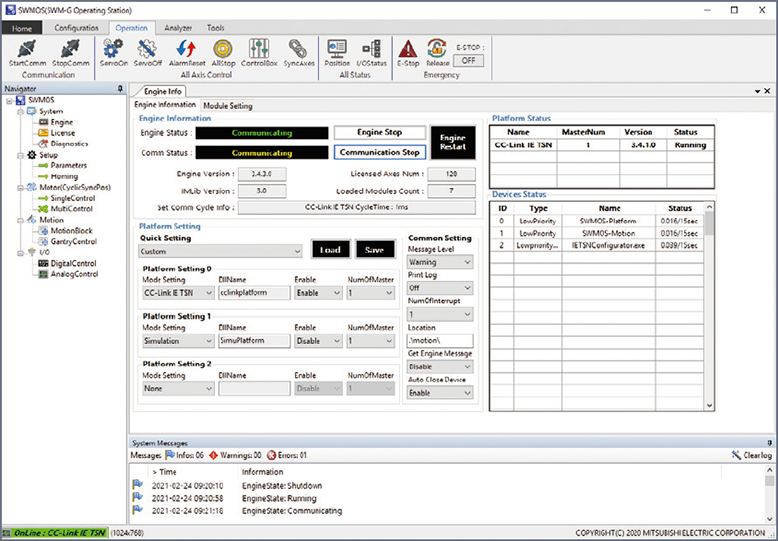 SWMOS(SWM-G Operating Station)
Home Configuration Operation Analyzer Tools
StartComm StopComm ServoOn ServoOff AlarmReset AllStop ControlBox SyncAxes Position I/OStatus E-Stop Release E-STOP : OFF
Communication All Axis Control All Status Emergency
Navigator
SWMOS
System
Engine
License
Diagnostics
Setup
Parameters
Homing
Motor(CyclicSyncPos)
SingleControl
MultiControl
Motion
MotionBlock
GantryControl
I/O
DigitalControl
AnalogControl
Engine Info
Engine Information Module Setting
Engine Information
Engine Status : Communicating Engine Stop
Comm Status : Communicating Communication Stop
Engine Restart
Engine Version : 3.4.3.0 Licensed Axes Num : 128
IMLib Version : 3.0 Loaded Modules Count : 7
Set Comm Cycle Info : CC-Link IE TSN CycleTime : 1ms
Platform Setting
Quick Setting
Custom Load Save
Platform Setting 0
Mode Setting DllName Enable NumOfMaster
CC-Link IE TSN cclinkplatform Enable 1
Platform Setting 1
Mode Setting DllName Enable NumOfMaster
Simulation SimuPlatform Disable 1
Platform Setting 2
Mode Setting DllName Enable NumOfMaster
None Disable 1
Common Setting
Message Level
Warning
Print Log
Off
NumOfInterrupt
1
Location
.\motion\
Get Engine Message
Disable
Auto Close Device
Enable
Platform Status
Name MasterNum Version Status
CC-Link IE TSN 1 3.4.1.0 Running
Devices Status
ID Type Name Status
0 LowPriority SWMOS-Platform 0.016/15sec
1 LowPriority SWMOS-Motion 0.016/15sec
2 Lowpriority... IETSNConfigurator.exe 0.039/15sec
System Messages
Messages Infos: 06 Warnings: 00 Errors: 01 Clear log
> Time Information
2021-02-24 09:20:10 EngineState: Shutdown
2021-02-24 09:20:58 EngineState: Running
2021-02-24 09:21:18 EngineState: Communicating
OnLine : CC-Link IE TSN (1024:768) COPYRIGHT(C) 2020 MITSUBISHI ELECTRIC CORPORATION